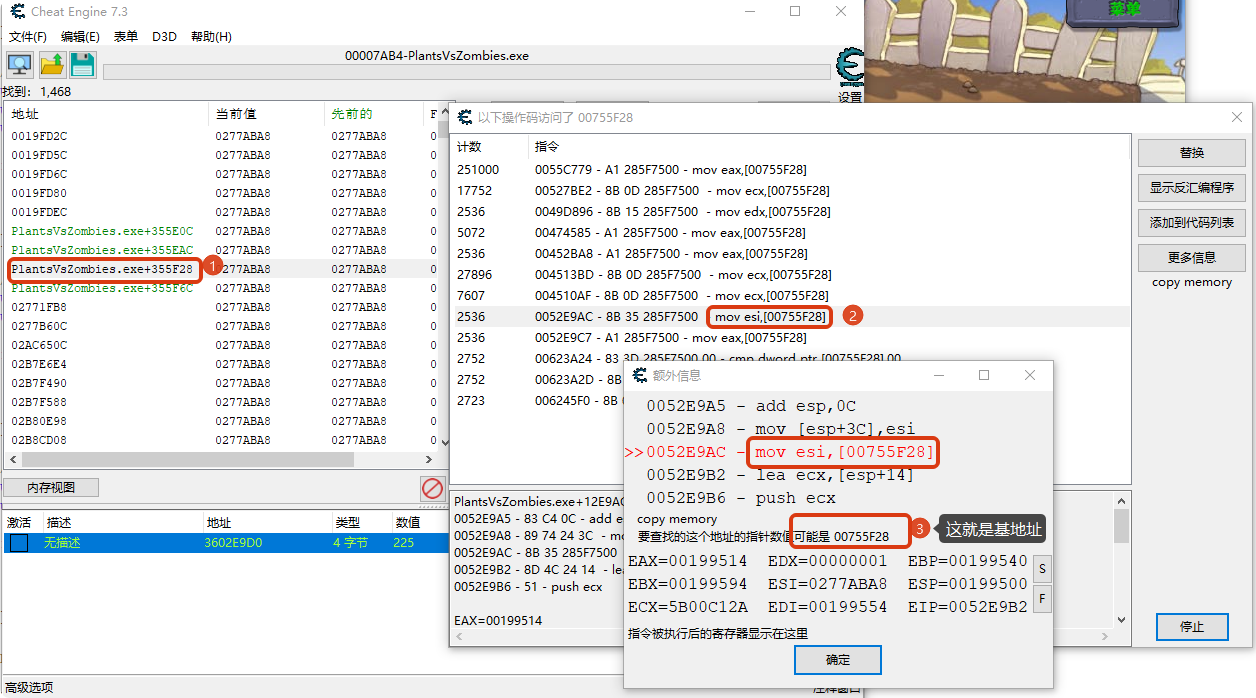 Cheat Engine 7.3
文件(F) 编辑(E) 表单 D3D 帮助(H)
00007AB4-PlantsVsZombies.exe
找到: 1,468
设置
菜单
地址 当前值 先前的 F
0019FD2C 0277ABA8 0277ABA8 0
0019FD5C 0277ABA8 0277ABA8 0
0019FD6C 0277ABA8 0277ABA8 0
0019FD80 0277ABA8 0277ABA8 0
0019FDEC 0277ABA8 0277ABA8 0
PlantsVsZombies.exe+355E0C 0277ABA8 0277ABA8 0
PlantsVsZombies.exe+355EAC 0277ABA8 0277ABA8 0
PlantsVsZombies.exe+355F28 1 0277ABA8 0277ABA8 0
PlantsVsZombies.exe+355F6C 0277ABA8 0277ABA8 0
02771FB8 0277ABA8 0277ABA8 0
0277B60C 0277ABA8 0277ABA8 0
02AC650C 0277ABA8 0277ABA8 0
02B7E6E4 0277ABA8 0277ABA8 0
02B7F490 0277ABA8 0277ABA8 0
02B7F588 0277ABA8 0277ABA8 0
02B80E98 0277ABA8 0277ABA8 0
02B8CD08 0277ABA8 0277ABA8 0
内存视图
激活 描述 地址 类型 数值
无描述 3602E9D0 4 字节 225
高级选项
注释窗口
以下操作码访问了 00755F28
计数 指令
251000 0055C779 - A1 285F7500 - mov eax,[00755F28]
17752 00527BE2 - 8B 0D 285F7500 - mov ecx,[00755F28]
2536 0049D896 - 8B 15 285F7500 - mov edx,[00755F28]
5072 00474585 - A1 285F7500 - mov eax,[00755F28]
2536 00452BA8 - A1 285F7500 - mov eax,[00755F28]
27896 004513BD - 8B 0D 285F7500 - mov ecx,[00755F28]
7607 004510AF - 8B 0D 285F7500 - mov ecx,[00755F28]
2536 0052E9AC - 8B 35 285F7500 mov esi,[00755F28] 2
2536 0052E9C7 - A1 285F7500 - mov eax,[00755F28]
2752 00623A24 - 83 3D 285F7500 00 - cmp dword ptr [00755F28],00
2752 00623A2D - 8B
2723 006245F0 - 8B
替换
显示反汇编程序
添加到代码列表
更多信息
copy memory
停止
PlantsVsZombies.exe+12E9AC
0052E9A5 - 83 C4 0C - add e
0052E9A8 - 89 74 24 3C - mo
0052E9AC - 8B 35 285F7500
0052E9B2 - 8D 4C 24 14 - lea
0052E9B6 - 51 - push ecx
EAX=00199514
额外信息
0052E9A5 - add esp,0C
0052E9A8 - mov [esp+3C],esi
>>0052E9AC - mov esi,[00755F28]
0052E9B2 - lea ecx,[esp+14]
0052E9B6 - push ecx
copy memory
要查找的这个地址的指针数值可能是 00755F28
3 这就是基地址
EAX=00199514 EDX=00000001 EBP=00199540
EBX=00199594 ESI=0277ABA8 ESP=00199500
ECX=5B00C12A EDI=00199554 EIP=0052E9B2
S
F
指令被执行后的寄存器显示在这里
确定